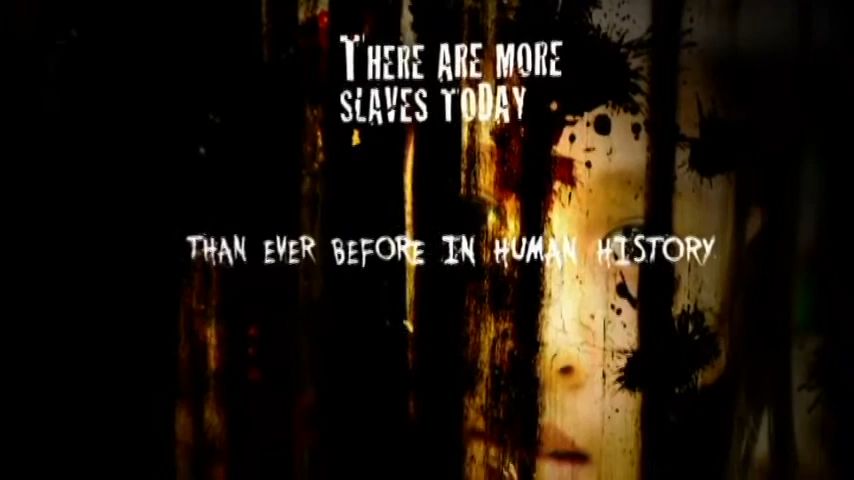 There are more
slaves today
than ever before in human history